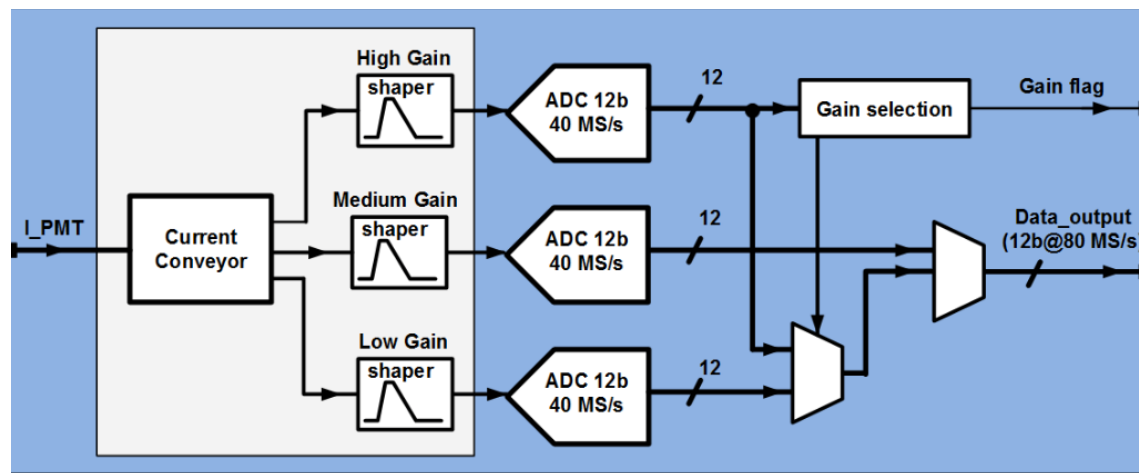 High Gain
shaper
ADC 12b
40 MS/s
12
Gain selection
Gain flag
I_PMT
Current
Conveyor
Medium Gain
shaper
ADC 12b
40 MS/s
12
Data_output
(12b@80 MS/s)
Low Gain
shaper
ADC 12b
40 MS/s
12